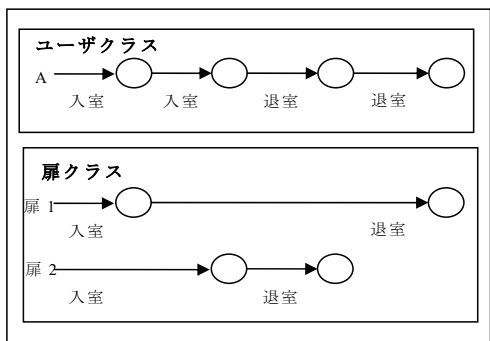 ユーザクラス
A
入室 入室 退室 退室
扉クラス
扉 1
入室 退室
扉 2
入室 退室